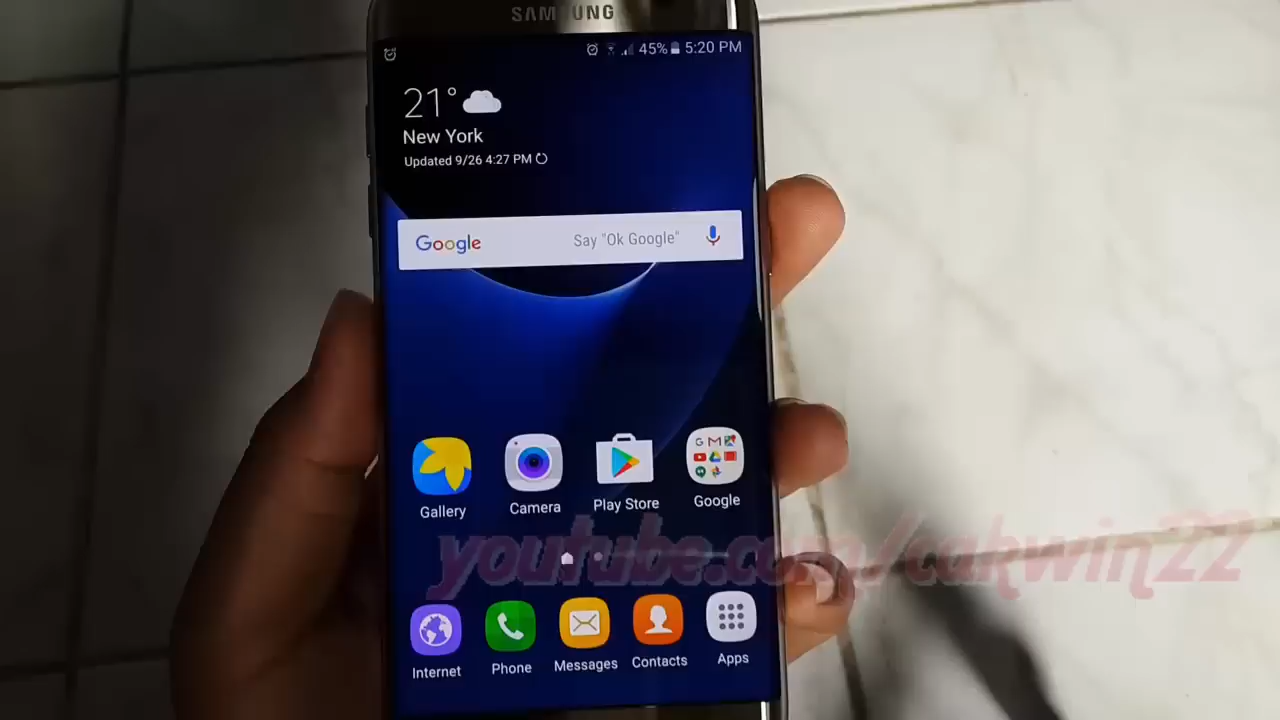 SAMSUNG
45% 5:20 PM
21°
New York
Updated 9/26 4:27 PM
Google Say "Ok Google"
Gallery Camera Play Store Google
youtube.com/cakwin22
Internet Phone Messages Contacts Apps